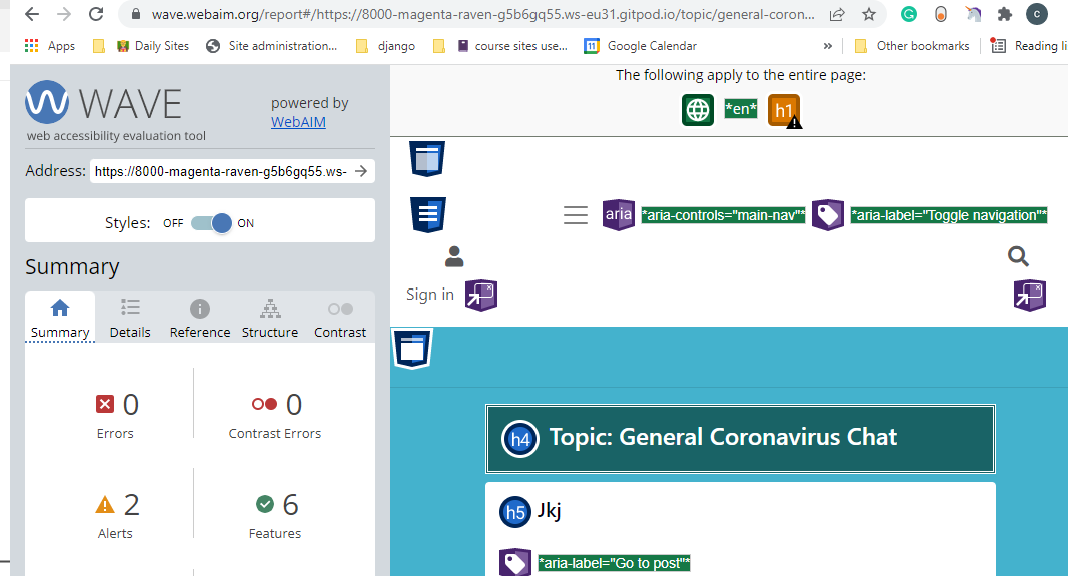 wave.webaim.org/report#/https://8000-magenta-raven-g5b6gq55.ws-eu31.gitpod.io/topic/general-coron...
C
Apps
Daily Sites
Site administration...
django
course sites use...
11
Google Calendar
»
Other bookmarks
Reading li
WAVE
web accessibility evaluation tool
powered by
WebAIM
Address:
https://8000-magenta-raven-g5b6gq55.ws-
Styles: OFF ON
Summary
Summary Details Reference Structure Contrast
0
Errors
0
Contrast Errors
2
Alerts
6
Features
The following apply to the entire page:
*en* h1
aria *aria-controls="main-nav"* *aria-label="Toggle navigation"*
Sign in
h4 Topic: General Coronavirus Chat
h5 Jkj
*aria-label="Go to post"*